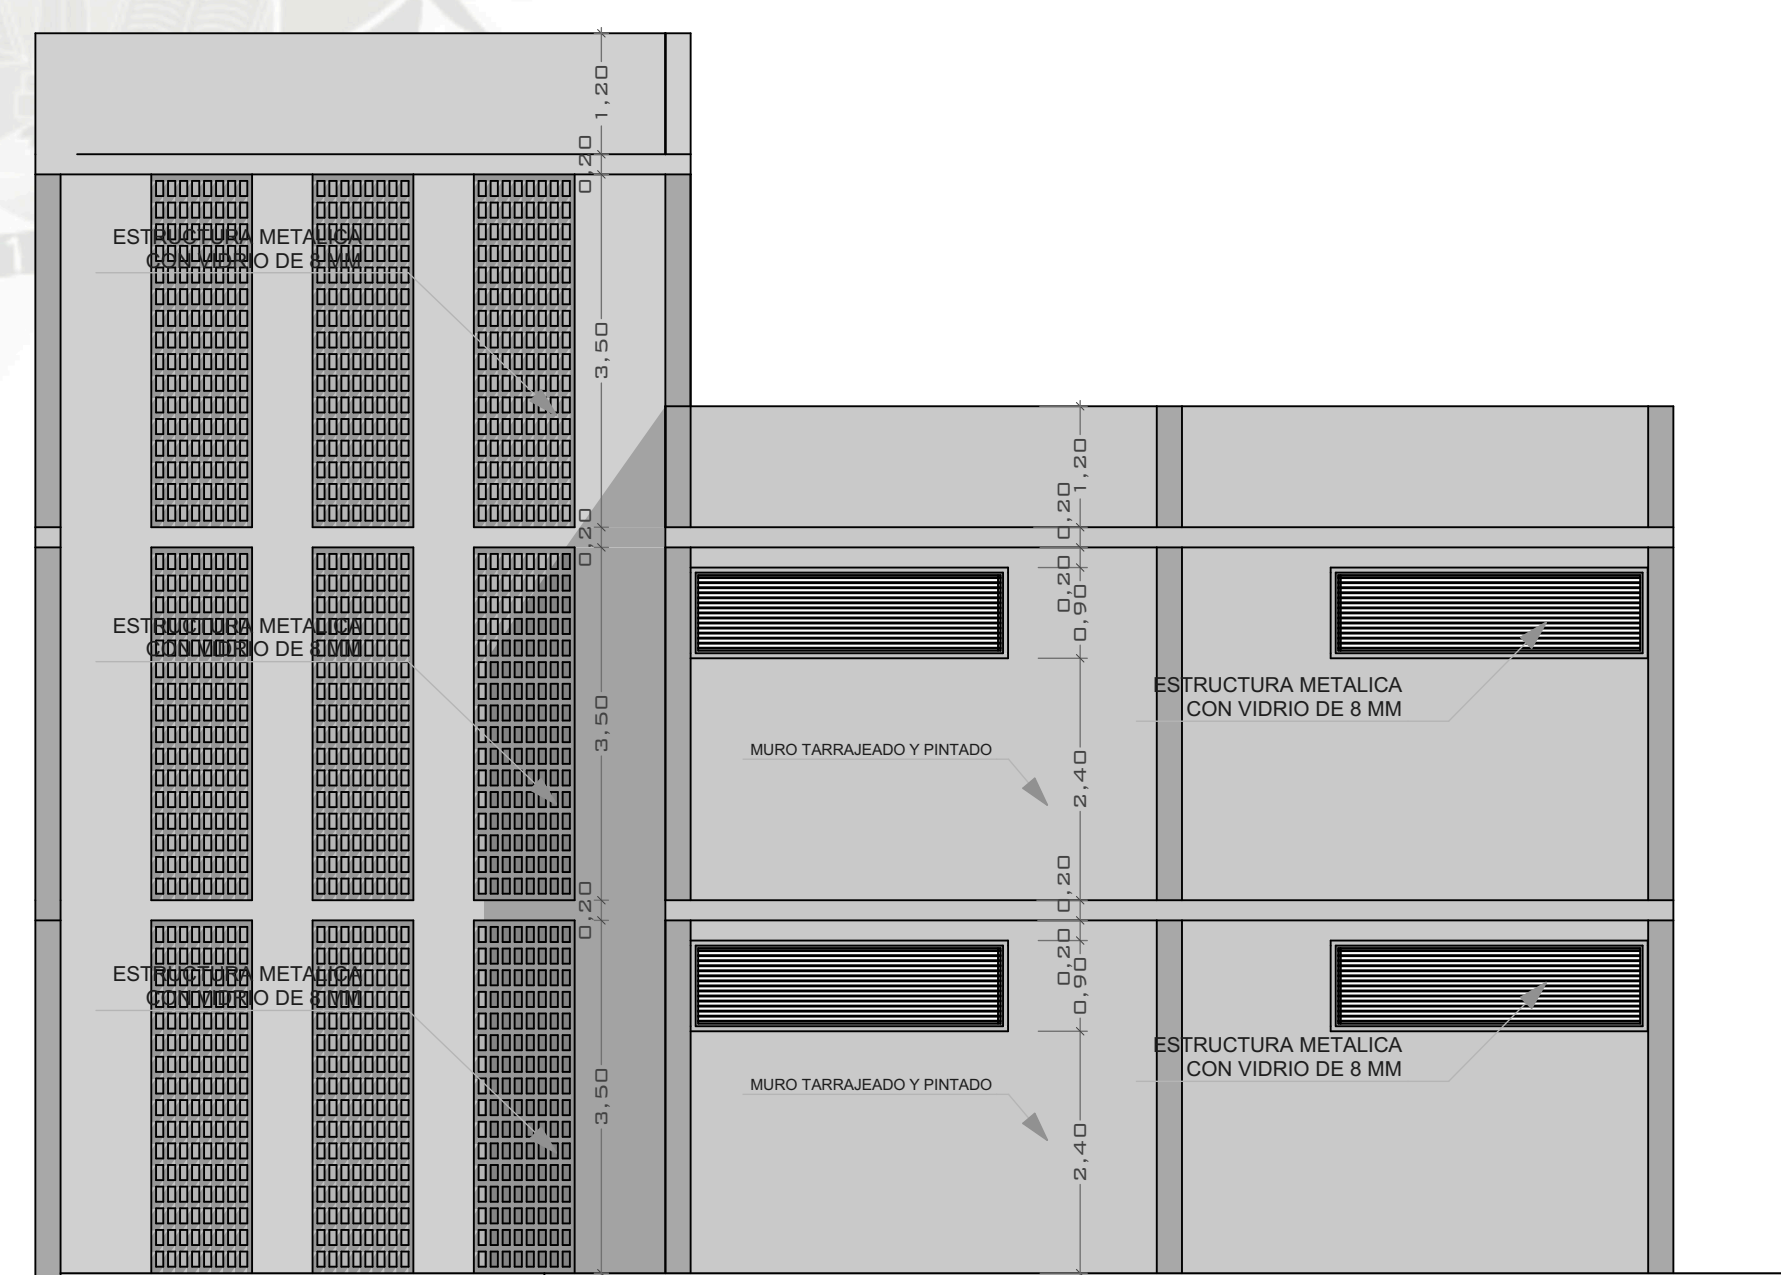 1,20
0,20
ESTRUCTURA METALICA
CON VIDRIO DE 8 MM
3,50
1,20
0,20
0,20
0,20
0,90
ESTRUCTURA METALICA
CON VIDRIO DE 8 MM
ESTRUCTURA METALICA
CON VIDRIO DE 8 MM
3,50
MURO TARRAJEADO Y PINTADO
2,40
0,20
0,20
0,20
0,90
ESTRUCTURA METALICA
CON VIDRIO DE 8 MM
ESTRUCTURA METALICA
CON VIDRIO DE 8 MM
3,50
MURO TARRAJEADO Y PINTADO
2,40